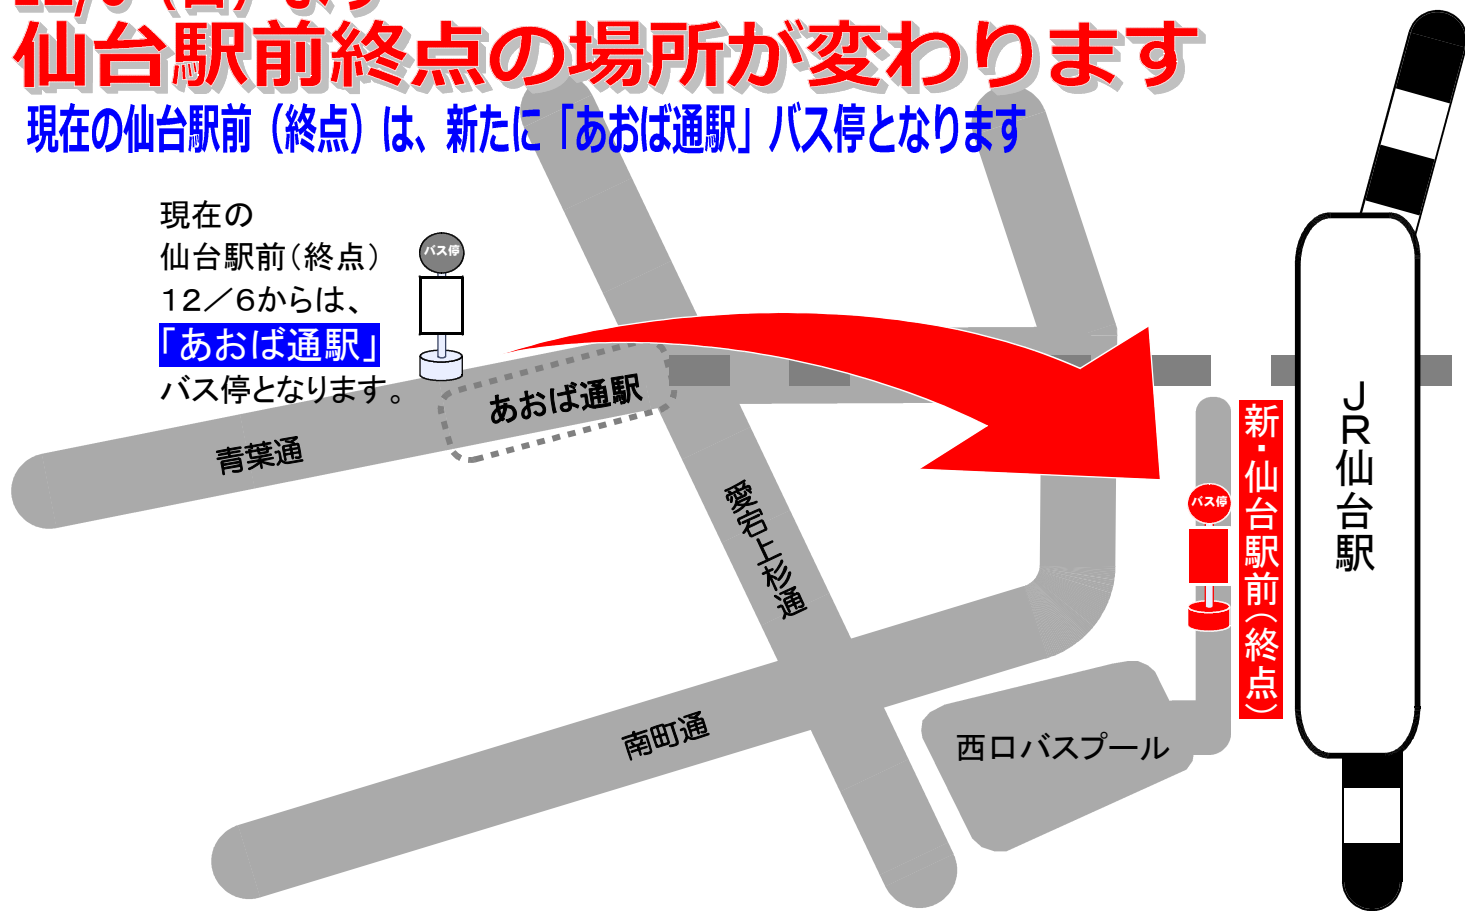 12/6（日）より
仙台駅前終点の場所が変わります
現在の仙台駅前（終点）は、新たに「あおば通駅」バス停となります
現在の
仙台駅前（終点）
１２／６からは、
「あおば通駅」
バス停となります。
バス停
あおば通駅
青葉通
愛宕上杉通
南町通
西口バスプール
バス停
新・仙台駅前（終点）
ＪＲ仙台駅